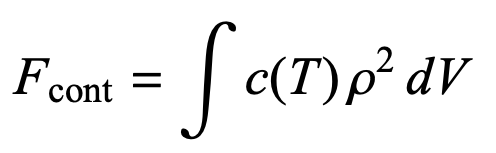 F_cont = ∫ c(T) ρ² dV